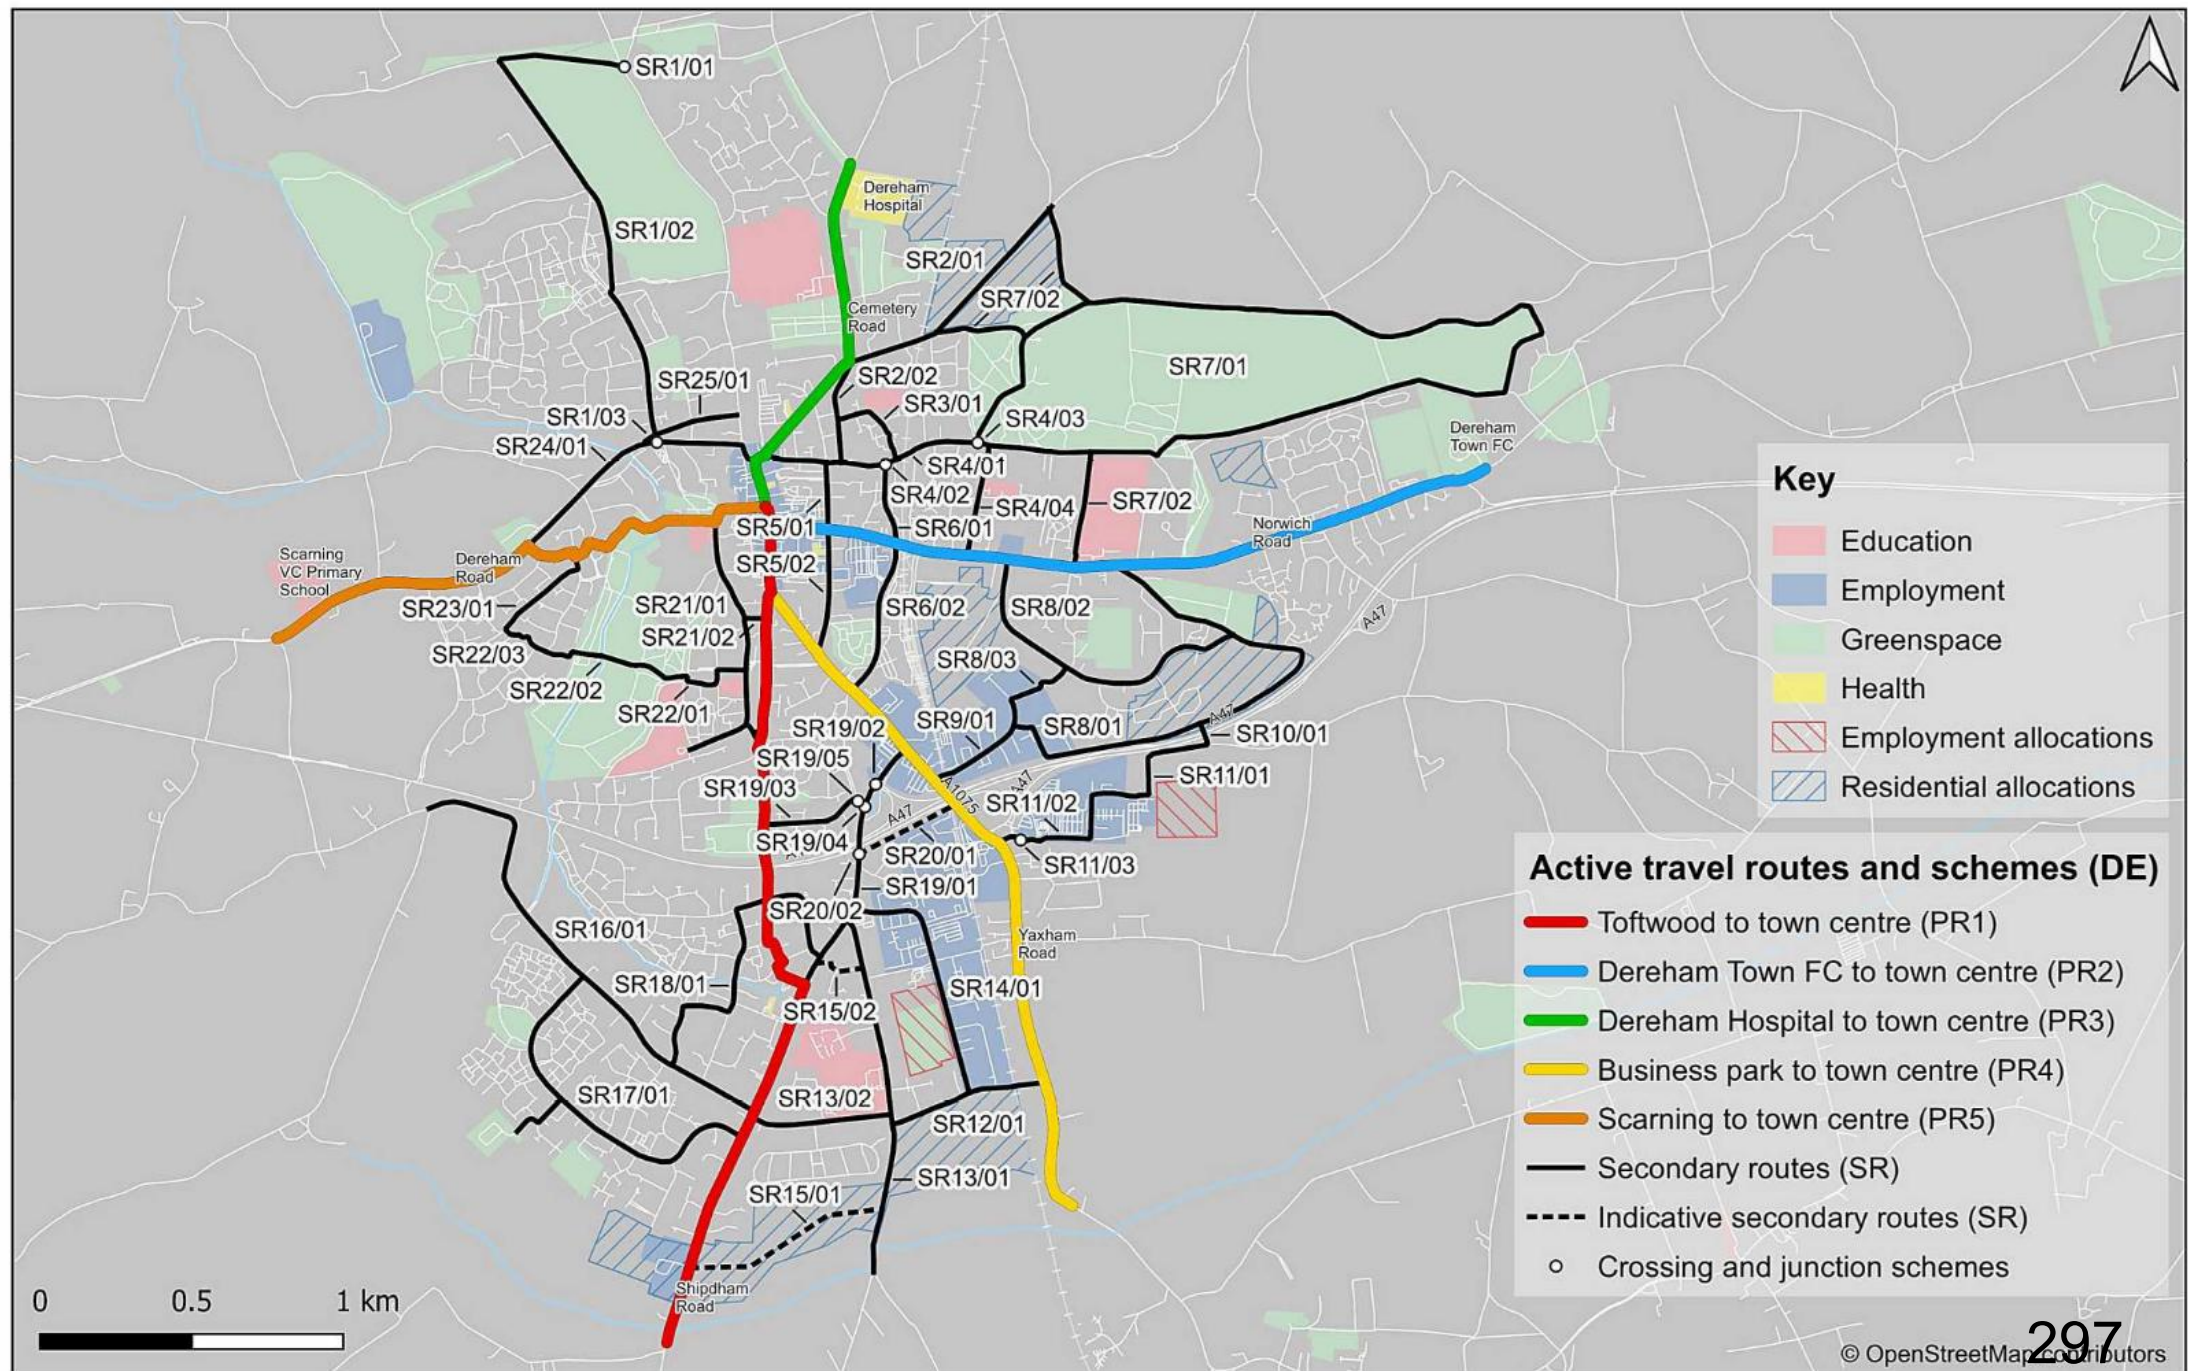 SR1/01
Dereham
Hospital
SR1/02
SR2/01
SR7/02
Cemetery
Road
SR7/01
SR25/01
SR2/02
SR3/01
SR1/03
SR4/03
SR24/01
Dereham
Town FC
SR4/01
SR4/02
SR4/04
SR7/02
SR5/01
SR6/01
Norwich
Road
Scarning
VC Primary
School
Dereham
Road
SR5/02
SR23/01
SR21/01
SR6/02
SR8/02
A47
SR21/02
SR22/03
SR8/03
SR22/02
SR22/01
SR19/02
SR9/01
SR8/01
A47
SR10/01
SR19/05
SR19/03
A1075
A47
SR11/01
SR11/02
A47
SR19/04
SR20/01
SR11/03
SR19/01
SR20/02
SR16/01
Yaxham
Road
SR18/01
SR14/01
SR15/02
SR17/01
SR13/02
SR12/01
SR13/01
SR15/01
Shipdham
Road
Key
Education
Employment
Greenspace
Health
Employment allocations
Residential allocations
Active travel routes and schemes (DE)
Toftwood to town centre (PR1)
Dereham Town FC to town centre (PR2)
Dereham Hospital to town centre (PR3)
Business park to town centre (PR4)
Scarning to town centre (PR5)
Secondary routes (SR)
Indicative secondary routes (SR)
Crossing and junction schemes
0 0.5 1 km
297
© OpenStreetMap contributors